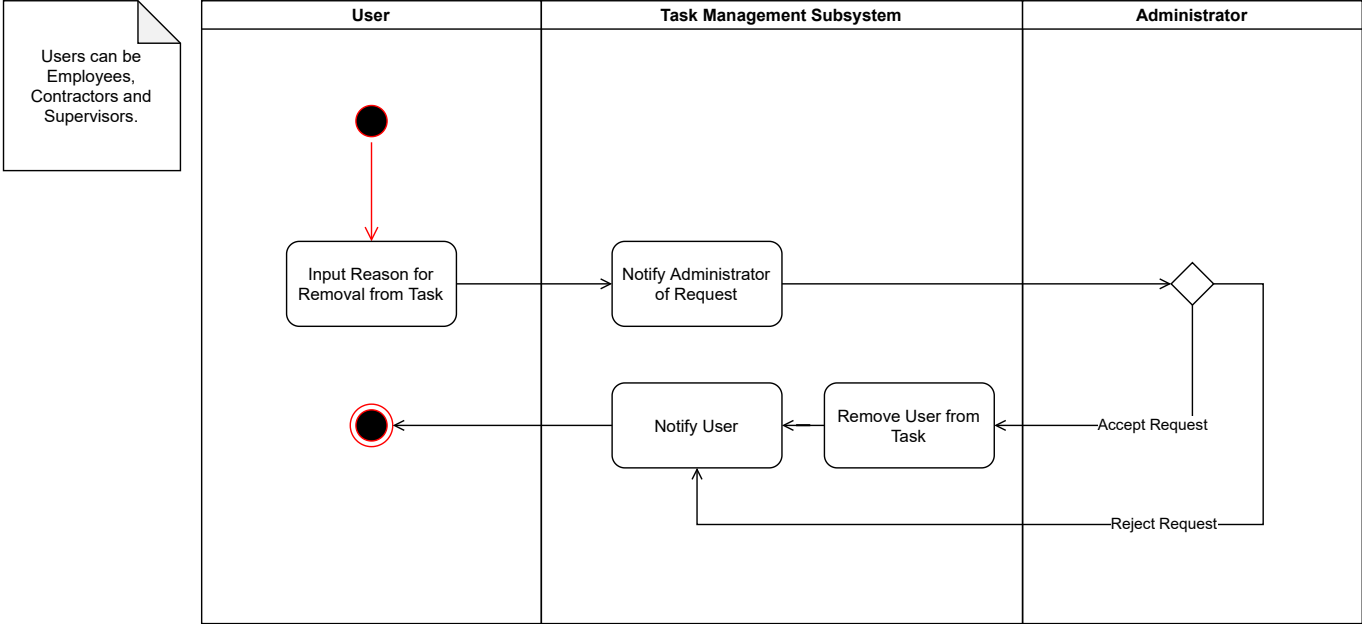 Users can be
Employees,
Contractors and
Supervisors.
User
Task Management Subsystem
Administrator
Input Reason for
Removal from Task
Notify Administrator
of Request
Notify User
Remove User from
Task
Accept Request
Reject Request